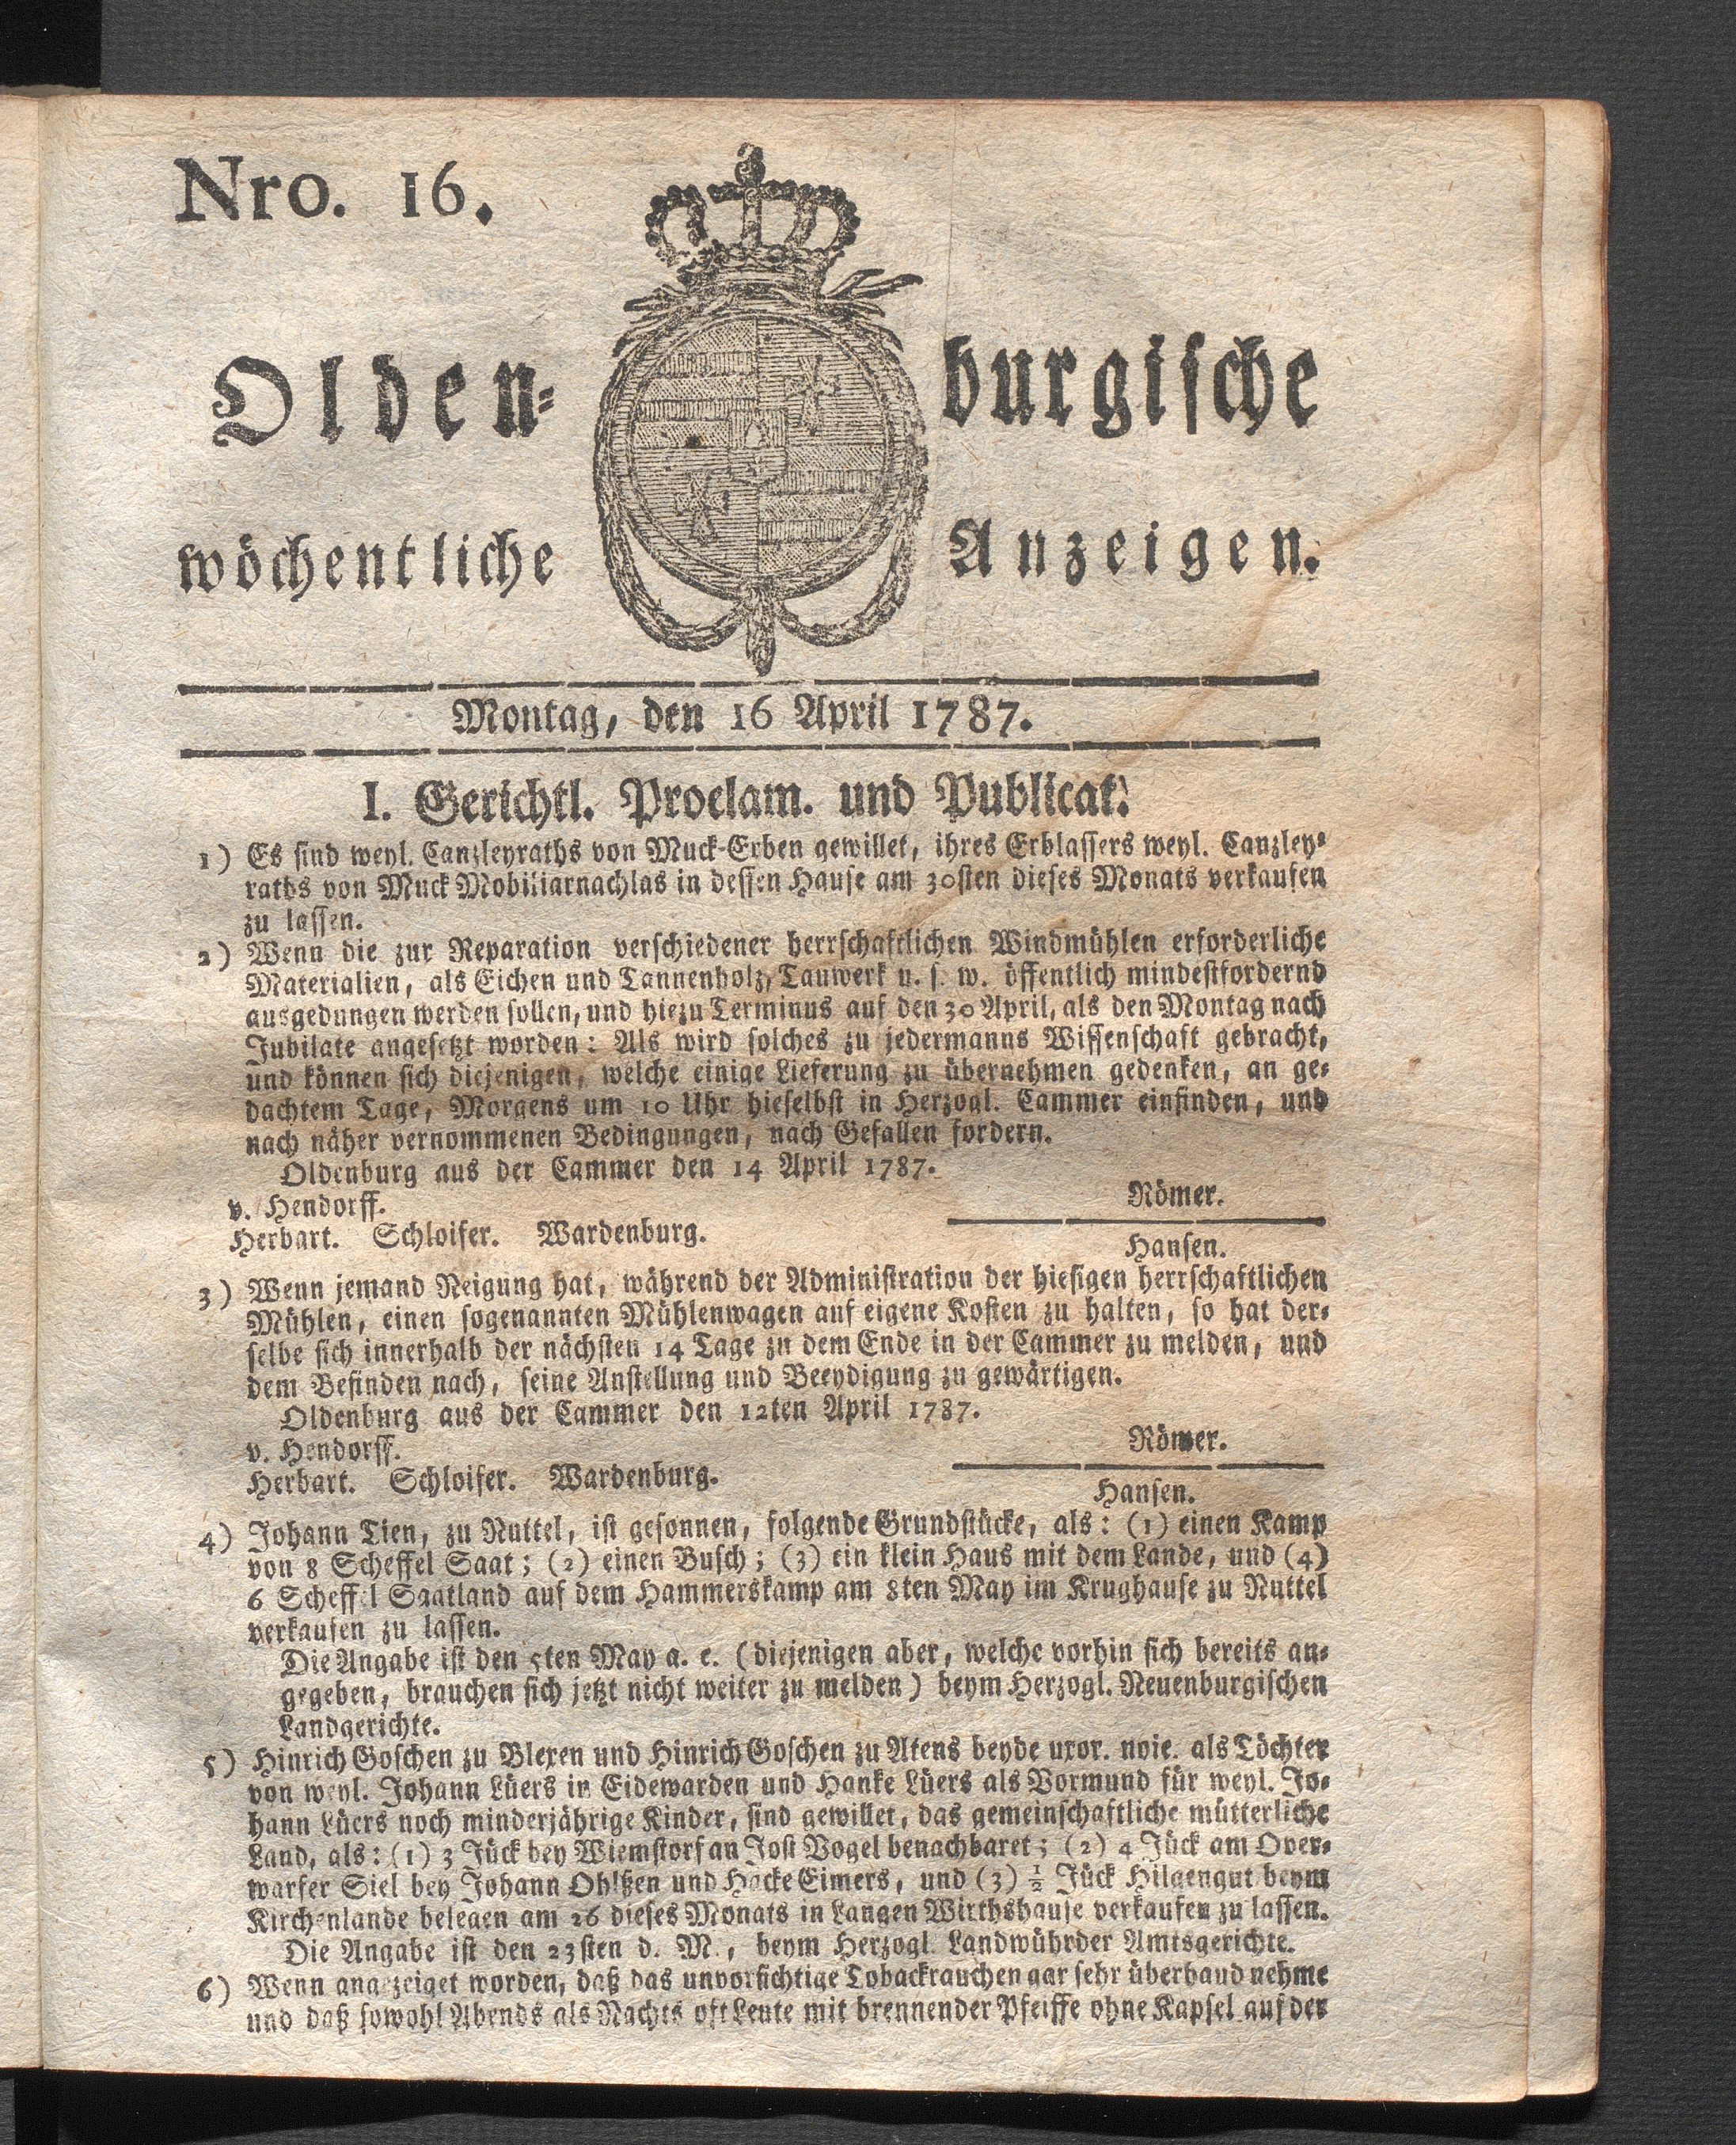 Nro. 16.
Olden⸗burgische
wöchentliche Anzeigen.
Montag, den 16 April 1787.
I. Gerichtl. Proclam. und Publicat.
1) Es sind weyl. Canzleyraths von Muck-Erben gewillet, ihres Erblassers weyl. Canzley⸗
raths von Muck Mobiliarnachlas in dessen Hause am 30sten dieses Monats verkaufen
zu lassen.
2) Wenn die zur Reparation verschiedener herrschaftlichen Windmühlen erforderliche
Materialien, als Eichen und Tannenholz, Tauwerk u. s. w. öffentlich mindestfordernd
ausgedungen werden sollen, und hiezu Terminus auf den 30 April, als den Montag nach
Jubilate angesetzt worden: Als wird solches zu jedermanns Wissenschaft gebracht,
und können sich diejenigen, welche einige Lieferung zu übernehmen gedenken, an ge⸗
dachtem Tage, Morgens um 10 Uhr hieselbst in Herzogl. Cammer einfinden, und
nach näher vernommenen Bedingungen, nach Gefallen fordern.
Oldenburg aus der Cammer den 14 April 1787.
v. Hendorff. Römer.
Herbart. Schloifer. Wardenburg.
Hansen.
3) Wenn jemand Neigung hat, während der Administration der hiesigen herrschaftlichen
Mühlen, einen sogenannten Mühlenwagen auf eigene Kosten zu halten, so hat der⸗
selbe sich innerhalb der nächsten 14 Tage zu dem Ende in der Cammer zu melden, und
dem Befinden nach, seine Anstellung und Beeydigung zu gewärtigen.
Oldenburg aus der Cammer den 12ten April 1787.
v. Hendorff. Römer.
Herbart. Schloifer. Wardenburg.
Hansen.
4) Johann Tien, zu Nuttel, ist gesonnen, folgende Grundstücke, als: (1) einen Kamp
von 8 Scheffel Saat; (2) einen Busch; (3) ein klein Haus mit dem Lande, und (4)
6 Scheffel Saatland auf dem Hammerskamp am 8ten May im Krughause zu Nuttel
verkaufen zu lassen.
Die Angabe ist den 5ten May a. c. (diejenigen aber, welche vorhin sich bereits an⸗
gegeben, brauchen sich jetzt nicht weiter zu melden) beym Herzogl. Neuenburgischen
Landgerichte.
5) Hinrich Goschen zu Blexen und Hinrich Goschen zu Atens beyde uxor. noie. als Töchter
von weyl. Johann Lüers in Eidewarden und Hanke Lüers als Vormund für weyl. Jo⸗
hann Lüers noch minderjährige Kinder, sind gewillet, das gemeinschaftliche mütterliche
Land, als: (1) 3 Jück bey Wiemstorf an Jost Vogel benachbaret; (2) 4 Jück am Over⸗
warfer Siel bey Johann Ohltzen und Hacke Eimers, und (3) ½ Jück Hilgengut beym
Kirchenlande belegen am 26 dieses Monats in Langen Wirthshause verkaufen zu lassen.
Die Angabe ist den 23sten d. M., beym Herzogl. Landwührder Amtsgerichte.
6) Wenn angezeiget worden, daß das unvorsichtige Tobackrauchen gar sehr überhand nehme
und daß sowohl Abends als Nachts oft Leute mit brennender Pfeiffe ohne Kapsel auf der